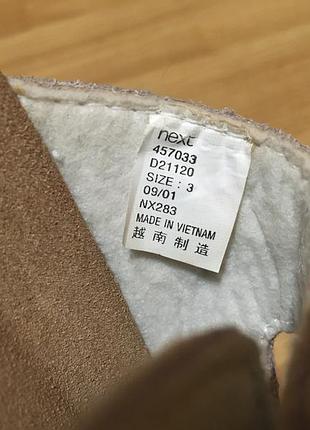 next
457033
D21120
SIZE : 3
09/01
NX283
MADE IN VIETNAM
越南制造